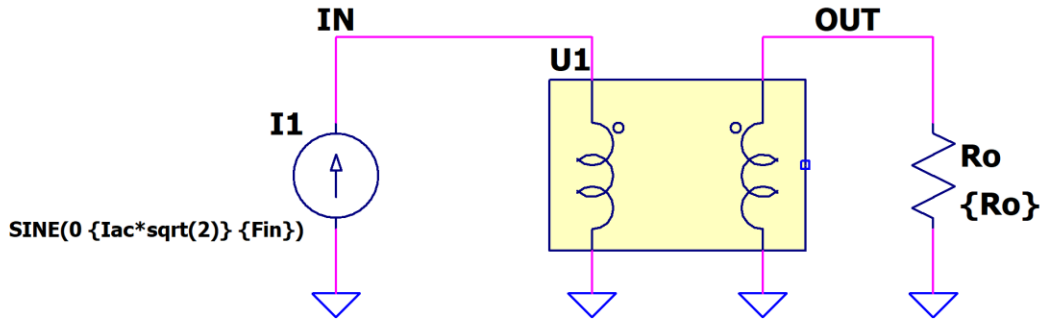 IN
OUT
U1
I1
Ro
{Ro}
SINE(0 {Iac*sqrt(2)} {Fin})